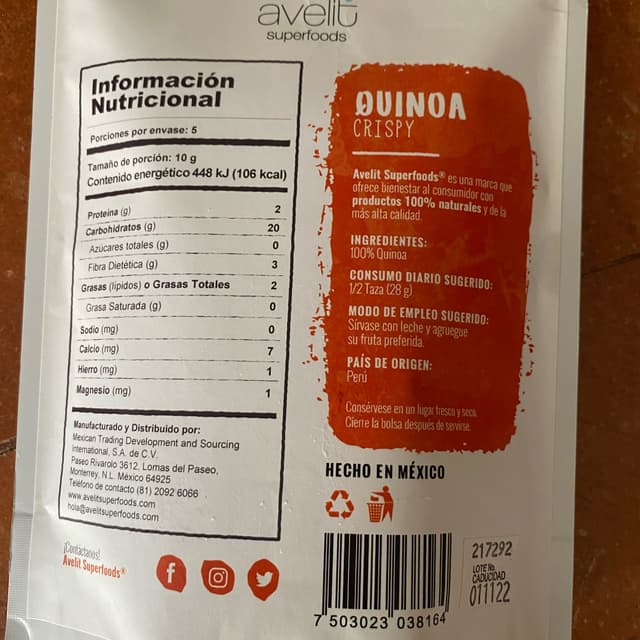 avelit
superfoods
Información
Nutricional
Porciones por envase: 5
Tamaño de porción: 10 g
Contenido energético 448 kJ (106 kcal)
Proteína (g) 2
Carbohidratos (g) 20
Azúcares totales (g) 0
Fibra Dietética (g) 3
Grasas (lípidos) o Grasas Totales 2
Grasa Saturada (g) 0
Sodio (mg) 0
Calcio (mg) 7
Hierro (mg) 1
Magnesio (mg) 1
Manufacturado y Distribuido por:
Mexican Trading Development and Sourcing
International, S.A. de C.V.
Paseo Rivarolo 3612, Lomas del Paseo,
Monterrey, N.L. México 64925
Teléfono de contacto (81) 2092 6066
www.avelitsuperfoods.com
hola@avelitsuperfoods.com
¡Contáctanos!
Avelit Superfoods®
QUINOA
CRISPY
Avelit Superfoods® es una marca que
ofrece bienestar al consumidor con
productos 100% naturales y de la
más alta calidad.
INGREDIENTES:
100% Quinoa
CONSUMO DIARIO SUGERIDO:
1/2 Taza (28 g)
MODO DE EMPLEO SUGERIDO:
Sírvase con leche y agregue
su fruta preferida.
PAÍS DE ORIGEN:
Perú
Consérvese en un lugar fresco y seco.
Cierre la bolsa después de servirse.
HECHO EN MÉXICO
7 503023 038164
217292
LOTE No.
CADUCIDAD
011122